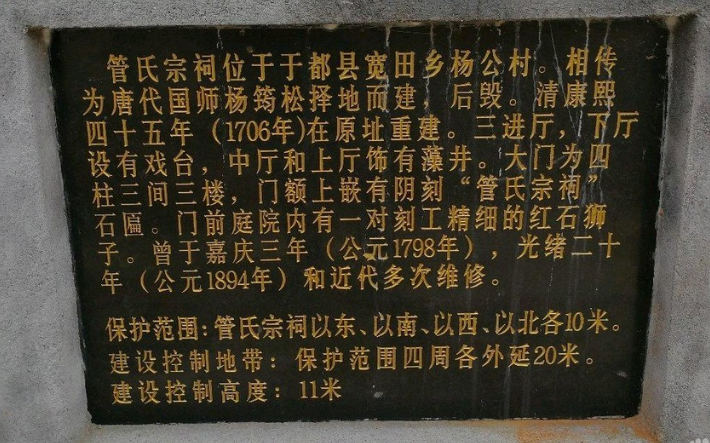 管氏宗祠位于于都县宽田乡杨公村。相传
为唐代国师杨筠松择地而建，后毁。清康熙
四十五年（1706年)在原址重建。三进厅，下厅
设有戏台，中厅和上厅饰有藻井。大门为四
柱三间三楼，门额上嵌有阴刻“管氏宗祠”
石匾。门前庭院内有一对刻工精细的红石狮
子。曾于嘉庆三年（公元1798年），光绪二十
年（公元1894年）和近代多次维修。
保护范围：管氏宗祠以东、以南、以西、以北各10米。
建设控制地带：保护范围四周各外延20米。
建设控制高度：11米